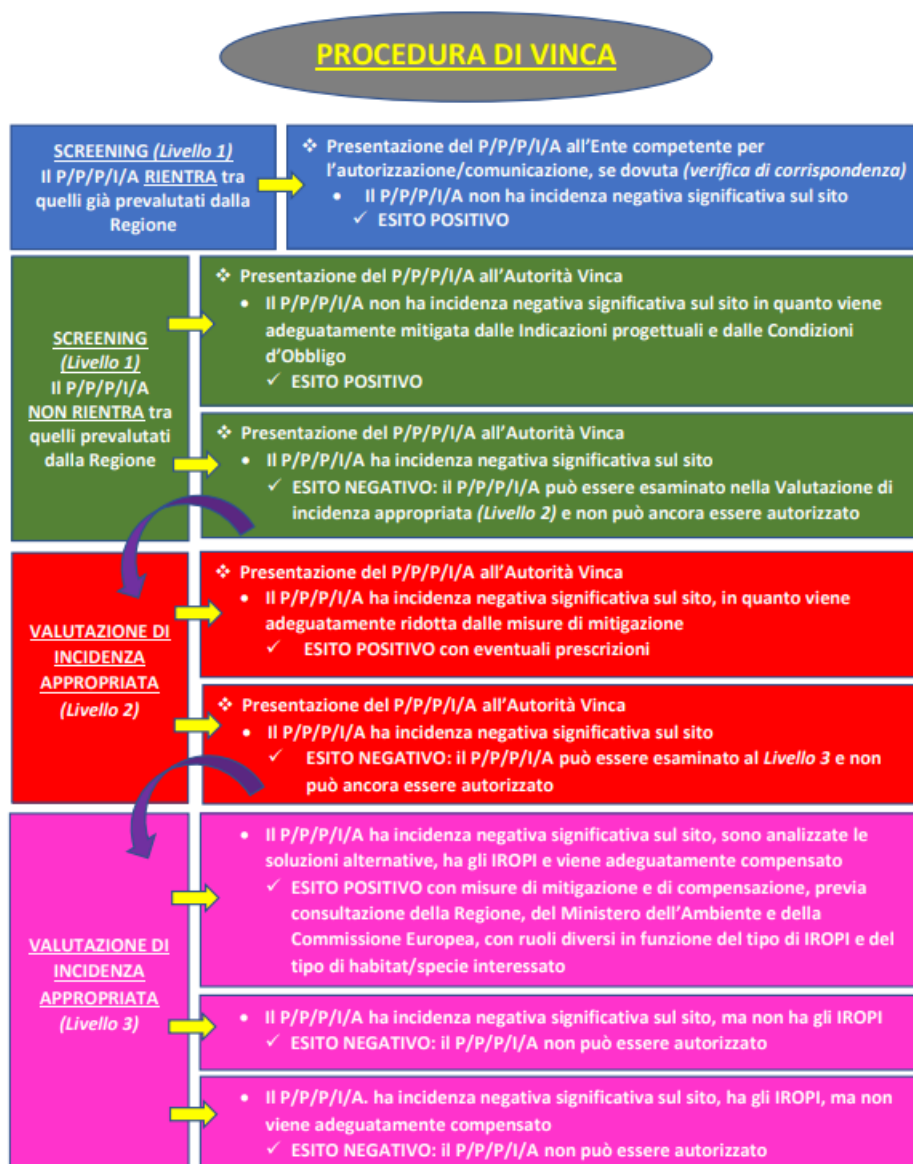 PROCEDURA DI VINCA
SCREENING (Livello 1)
Il P/P/P/I/A RIENTRA tra
quelli già prevalutati dalla
Regione
❖ Presentazione del P/P/P/I/A all'Ente competente per
l'autorizzazione/comunicazione, se dovuta (verifica di corrispondenza)
• Il P/P/P/I/A non ha incidenza negativa significativa sul sito
✓ ESITO POSITIVO
SCREENING
(Livello 1)
Il P/P/P/I/A
NON RIENTRA tra
quelli prevalutati
dalla Regione
❖ Presentazione del P/P/P/I/A all'Autorità Vinca
• Il P/P/P/I/A non ha incidenza negativa significativa sul sito in quanto viene
adeguatamente mitigata dalle Indicazioni progettuali e dalle Condizioni
d'Obbligo
✓ ESITO POSITIVO
❖ Presentazione del P/P/P/I/A all'Autorità Vinca
• Il P/P/P/I/A ha incidenza negativa significativa sul sito
✓ ESITO NEGATIVO: il P/P/P/I/A può essere esaminato nella Valutazione di
incidenza appropriata (Livello 2) e non può ancora essere autorizzato
VALUTAZIONE DI
INCIDENZA
APPROPRIATA
(Livello 2)
❖ Presentazione del P/P/P/I/A all'Autorità Vinca
• Il P/P/P/I/A ha incidenza negativa significativa sul sito, in quanto viene
adeguatamente ridotta dalle misure di mitigazione
✓ ESITO POSITIVO con eventuali prescrizioni
❖ Presentazione del P/P/P/I/A all'Autorità Vinca
• Il P/P/P/I/A ha incidenza negativa significativa sul sito
✓ ESITO NEGATIVO: il P/P/P/I/A può essere esaminato al Livello 3 e non
può ancora essere autorizzato
VALUTAZIONE DI
INCIDENZA
APPROPRIATA
(Livello 3)
• Il P/P/P/I/A ha incidenza negativa significativa sul sito, sono analizzate le
soluzioni alternative, ha gli IROPI e viene adeguatamente compensato
✓ ESITO POSITIVO con misure di mitigazione e di compensazione, previa
consultazione della Regione, del Ministero dell'Ambiente e della
Commissione Europea, con ruoli diversi in funzione del tipo di IROPI e del
tipo di habitat/specie interessato
• Il P/P/P/I/A ha incidenza negativa significativa sul sito, ma non ha gli IROPI
✓ ESITO NEGATIVO: il P/P/P/I/A non può essere autorizzato
• Il P/P/P/I/A. ha incidenza negativa significativa sul sito, ha gli IROPI, ma non
viene adeguatamente compensato
✓ ESITO NEGATIVO: il P/P/P/I/A non può essere autorizzato